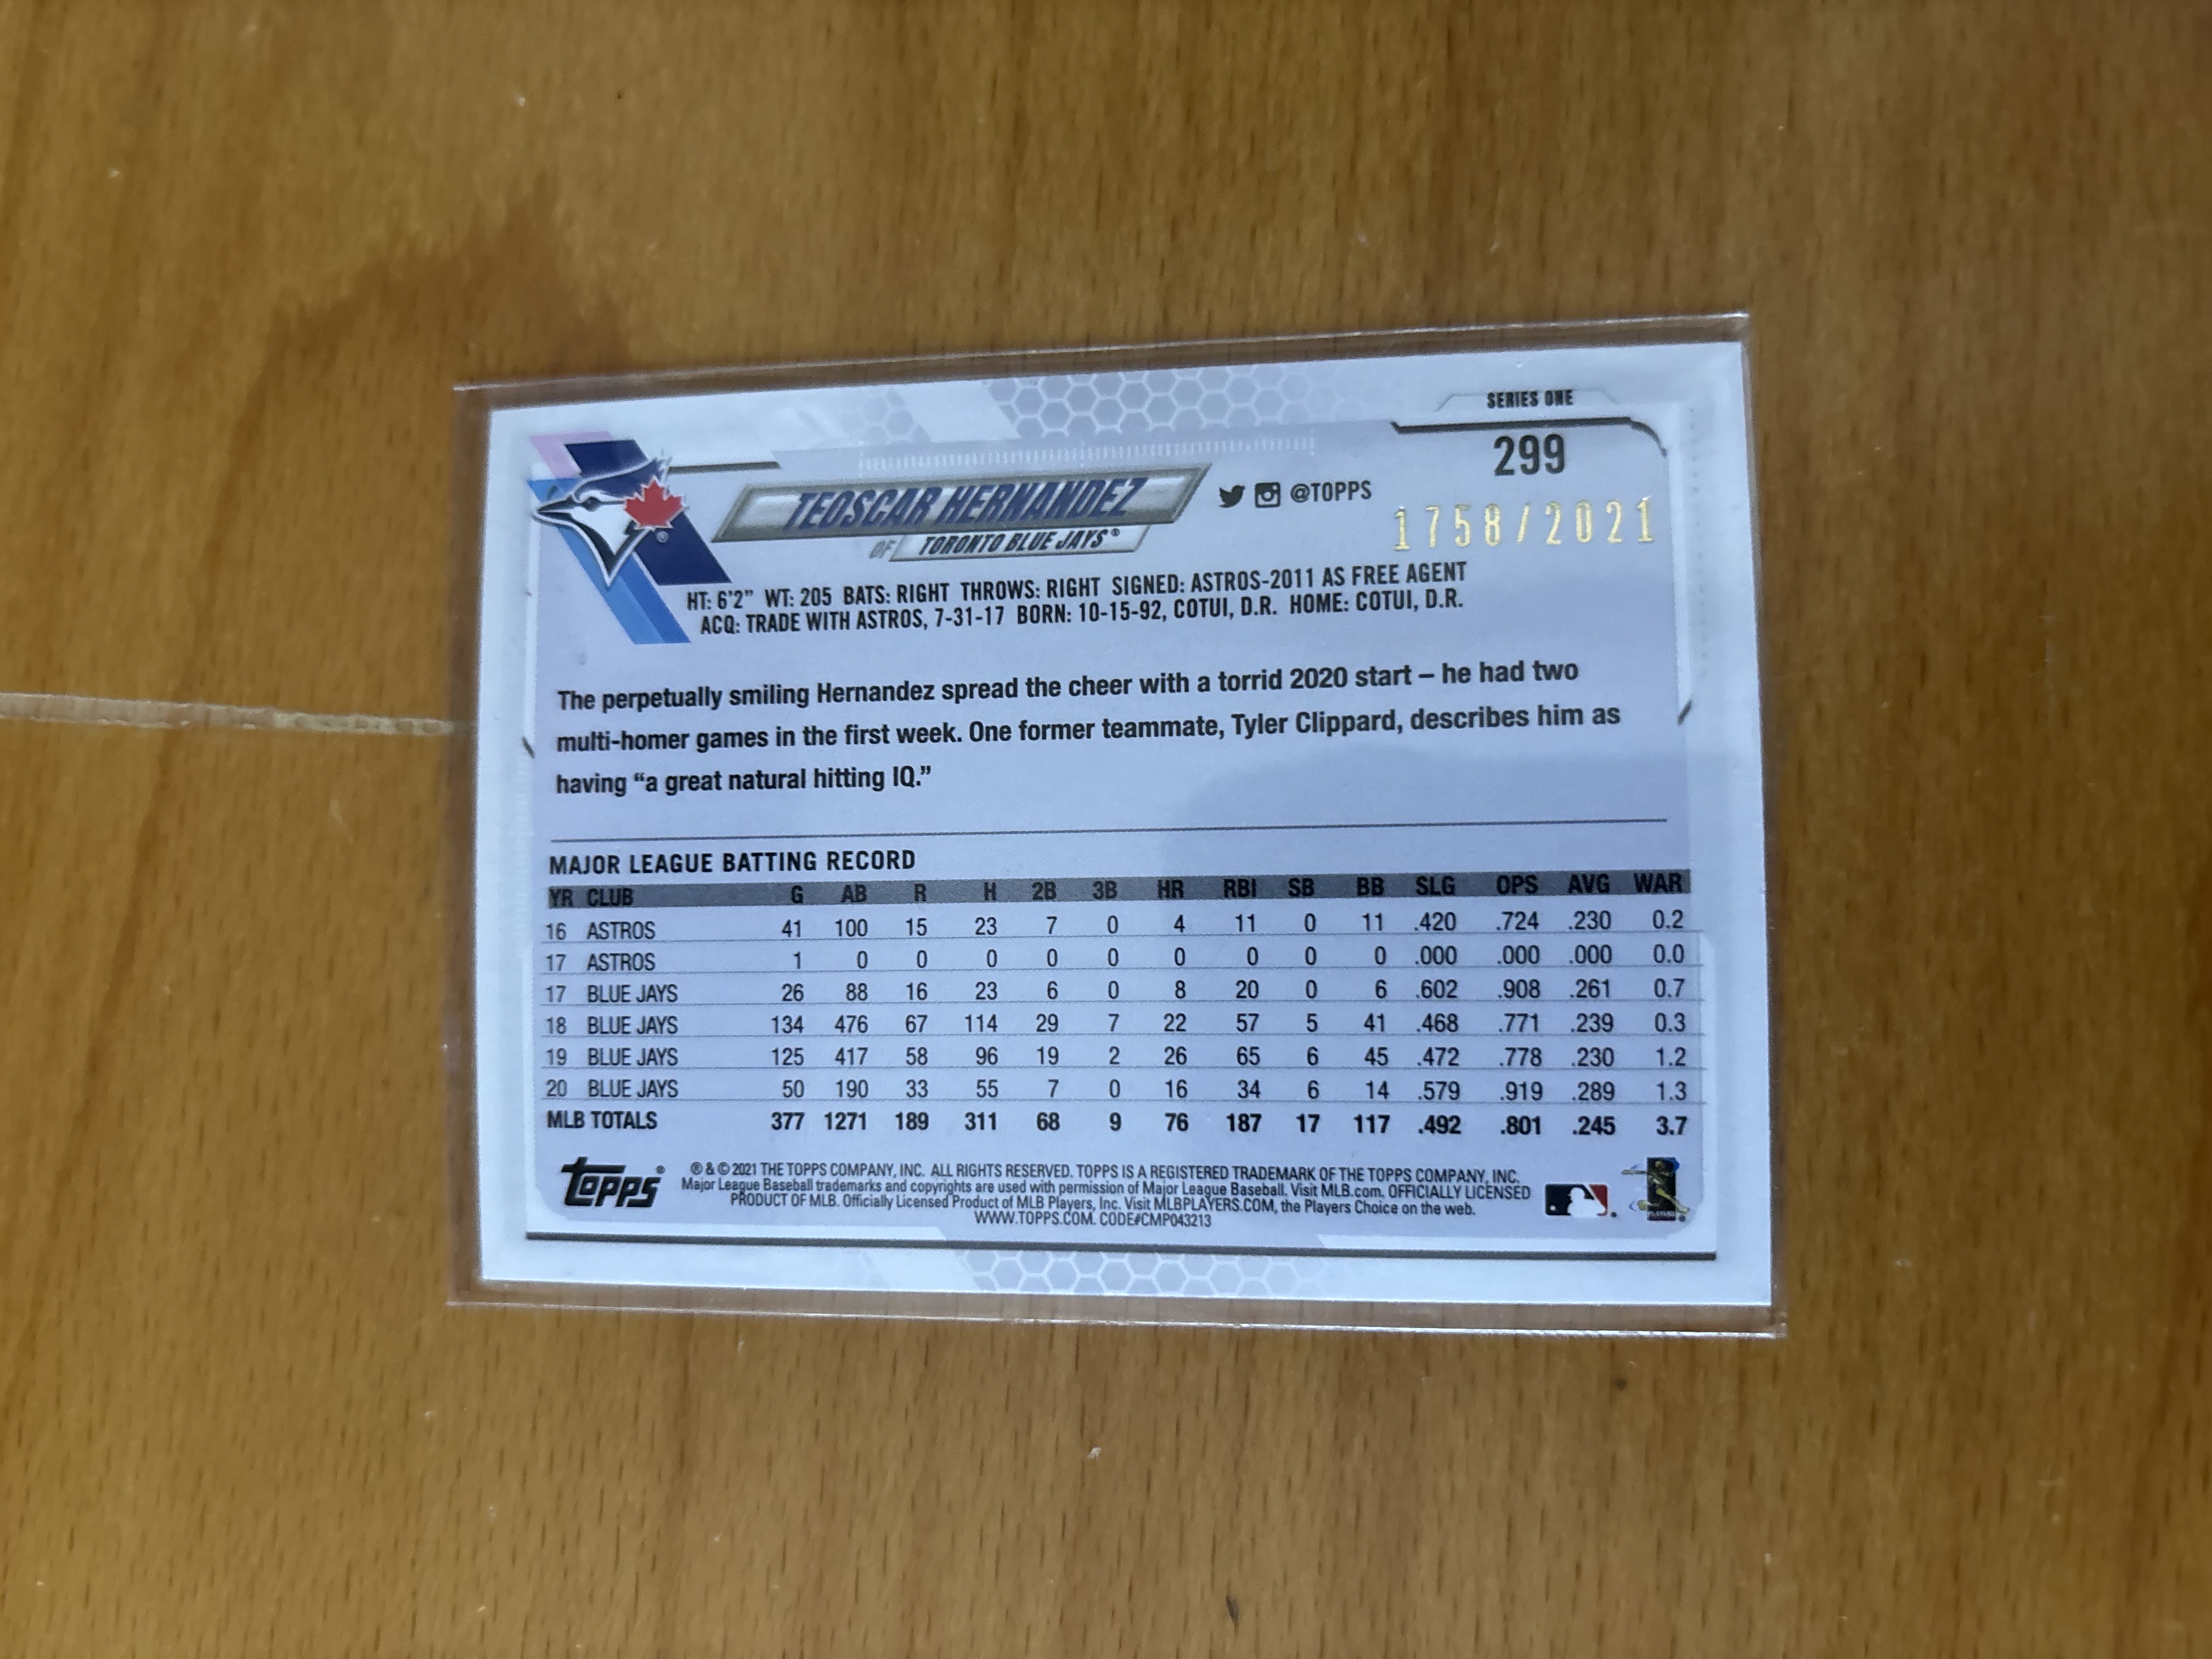 SERIES ONE
299
TEOSCAR HERNANDEZ @TOPPS
1758/2021
OF TORONTO BLUE JAYS®
HT: 6'2" WT: 205 BATS: RIGHT THROWS: RIGHT SIGNED: ASTROS-2011 AS FREE AGENT
ACQ: TRADE WITH ASTROS, 7-31-17 BORN: 10-15-92, COTUI, D.R. HOME: COTUI, D.R.
The perpetually smiling Hernandez spread the cheer with a torrid 2020 start – he had two
multi-homer games in the first week. One former teammate, Tyler Clippard, describes him as
having “a great natural hitting IQ.”
MAJOR LEAGUE BATTING RECORD
YR CLUB G AB R H 2B 3B HR RBI SB BB SLG OPS AVG WAR
16 ASTROS 41 100 15 23 7 0 4 11 0 11 .420 .724 .230 0.2
17 ASTROS 1 0 0 0 0 0 0 0 0 0 .000 .000 .000 0.0
17 BLUE JAYS 26 88 16 23 6 0 8 20 0 6 .602 .908 .261 0.7
18 BLUE JAYS 134 476 67 114 29 7 22 57 5 41 .468 .771 .239 0.3
19 BLUE JAYS 125 417 58 96 19 2 26 65 6 45 .472 .778 .230 1.2
20 BLUE JAYS 50 190 33 55 7 0 16 34 6 14 .579 .919 .289 1.3
MLB TOTALS 377 1271 189 311 68 9 76 187 17 117 .492 .801 .245 3.7
Topps®
® & © 2021 THE TOPPS COMPANY, INC. ALL RIGHTS RESERVED. TOPPS IS A REGISTERED TRADEMARK OF THE TOPPS COMPANY, INC.
Major League Baseball trademarks and copyrights are used with permission of Major League Baseball. Visit MLB.com. OFFICIALLY LICENSED
PRODUCT OF MLB. Officially Licensed Product of MLB Players, Inc. Visit MLBPLAYERS.COM, the Players Choice on the web.
WWW.TOPPS.COM. CODE#CMP043213